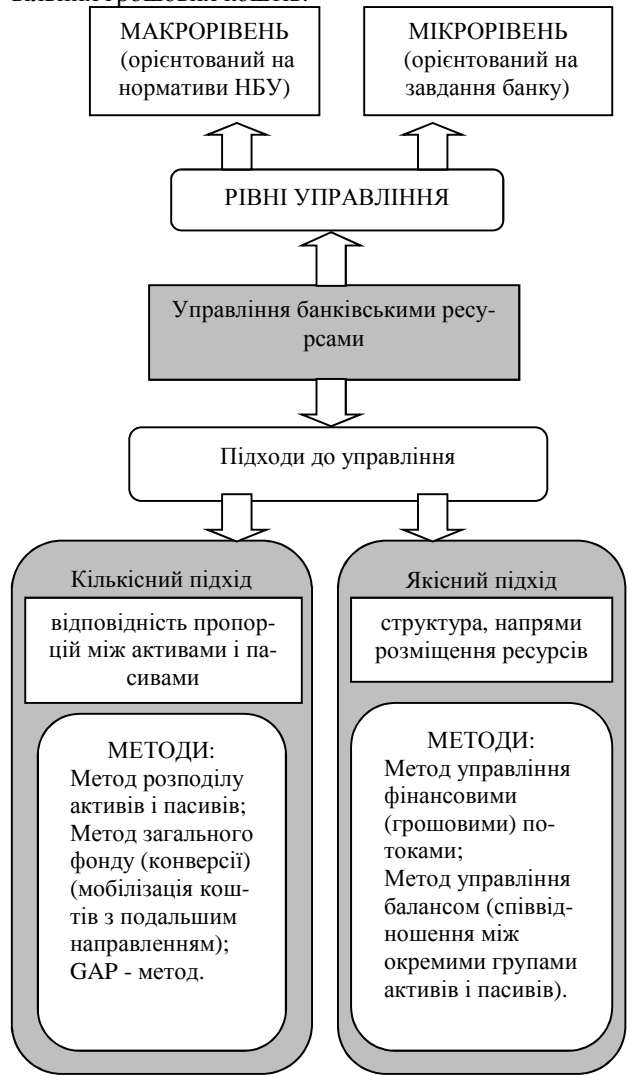 МАКРОРІВЕНЬ
(орієнтований на
нормативи НБУ)
МІКРОРІВЕНЬ
(орієнтований на
завдання банку)
РІВНІ УПРАВЛІННЯ
Управління банківськими ресу-
рсами
Підходи до управління
Кількісний підхід
відповідність пропор-
цій між активами і па-
сивами
МЕТОДИ:
Метод розподілу
активів і пасивів;
Метод загального
фонду (конверсії)
(мобілізація кош-
тів з подальшим
направленням);
GAP - метод.
Якісний підхід
структура, напрями
розміщення ресурсів
МЕТОДИ:
Метод управління
фінансовими
(грошовими) по-
токами;
Метод управління
балансом (співвід-
ношення між
окремими групами
активів і пасивів).